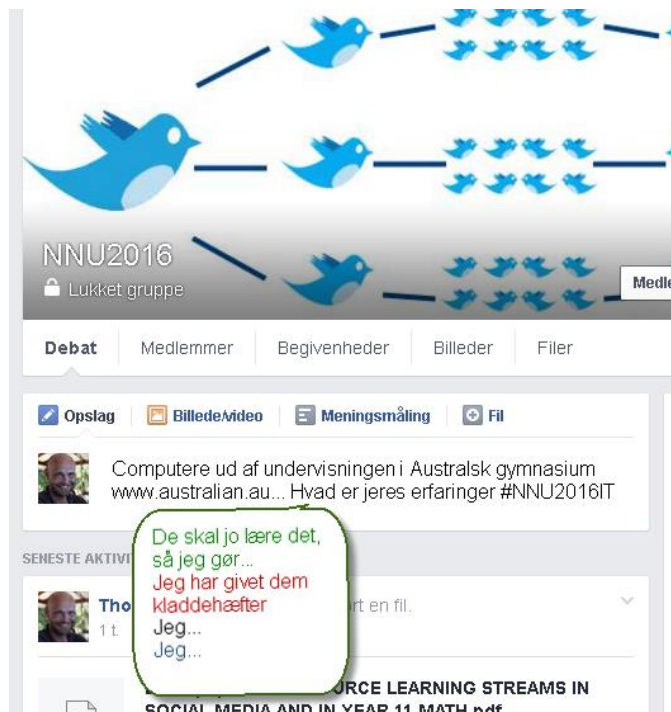 NNU2016
Lukket gruppe
Medle
Debat Medlemmer Begivenheder Billeder Filer
Opslag Billede/video Meningsmåling Fil
Computere ud af undervisningen i Australsk gymnasium
www.australian.au... Hvad er jeres erfaringer #NNU2016IT
De skal jo lære det,
så jeg gør...
Jeg har givet dem
kladdehæfter
Jeg...
Jeg...
SENESTE AKTIVI
Tho rt en fil.
1 t.
URCE LEARNING STREAMS IN
SOCIAL MEDIA AND IN YEAR 11 MATH.pdf